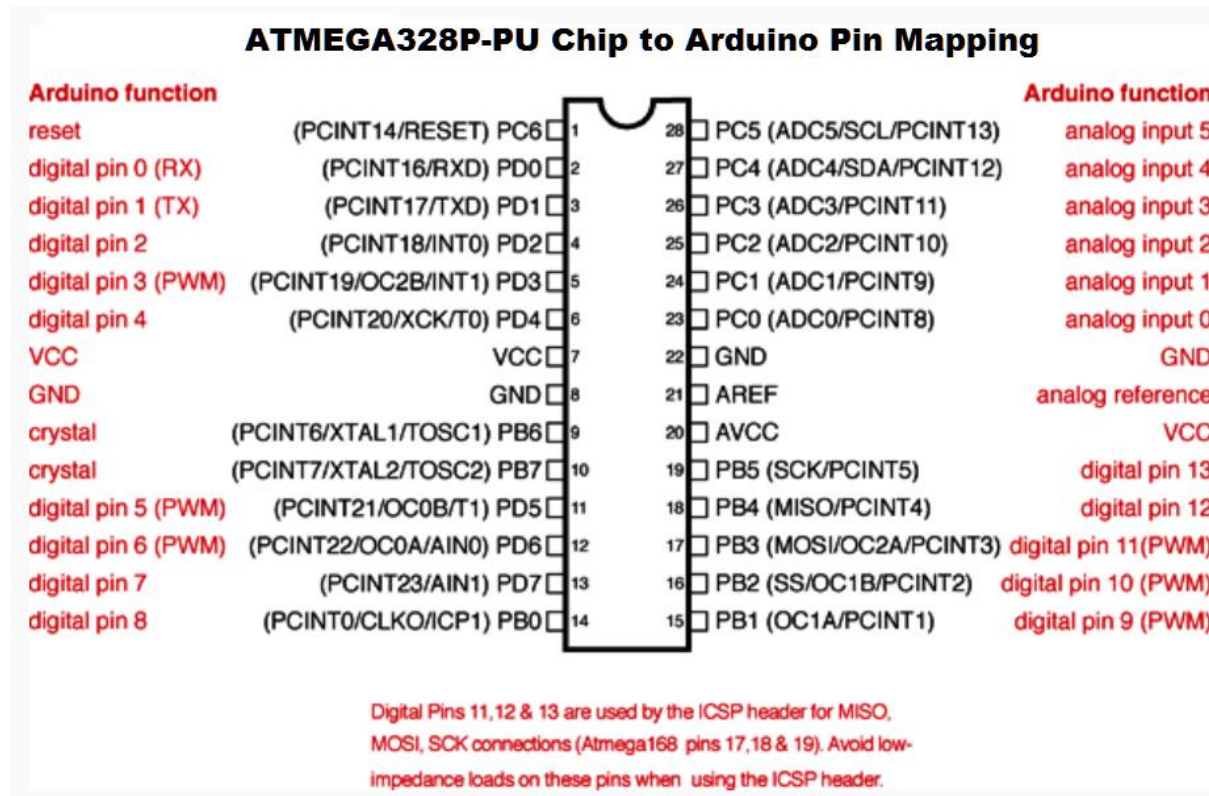 ATMEGA328P-PU Chip to Arduino Pin Mapping
Arduino function Arduino function
reset (PCINT14/RESET) PC6 1 28 PC5 (ADC5/SCL/PCINT13) analog input 5
digital pin 0 (RX) (PCINT16/RXD) PD0 2 27 PC4 (ADC4/SDA/PCINT12) analog input 4
digital pin 1 (TX) (PCINT17/TXD) PD1 3 26 PC3 (ADC3/PCINT11) analog input 3
digital pin 2 (PCINT18/INT0) PD2 4 25 PC2 (ADC2/PCINT10) analog input 2
digital pin 3 (PWM) (PCINT19/OC2B/INT1) PD3 5 24 PC1 (ADC1/PCINT9) analog input 1
digital pin 4 (PCINT20/XCK/T0) PD4 6 23 PC0 (ADC0/PCINT8) analog input 0
VCC VCC 7 22 GND GND
GND GND 8 21 AREF analog reference
crystal (PCINT6/XTAL1/TOSC1) PB6 9 20 AVCC VCC
crystal (PCINT7/XTAL2/TOSC2) PB7 10 19 PB5 (SCK/PCINT5) digital pin 13
digital pin 5 (PWM) (PCINT21/OC0B/T1) PD5 11 18 PB4 (MISO/PCINT4) digital pin 12
digital pin 6 (PWM) (PCINT22/OC0A/AIN0) PD6 12 17 PB3 (MOSI/OC2A/PCINT3) digital pin 11(PWM)
digital pin 7 (PCINT23/AIN1) PD7 13 16 PB2 (SS/OC1B/PCINT2) digital pin 10 (PWM)
digital pin 8 (PCINT0/CLKO/ICP1) PB0 14 15 PB1 (OC1A/PCINT1) digital pin 9 (PWM)
Digital Pins 11,12 & 13 are used by the ICSP header for MISO,
MOSI, SCK connections (Atmega168 pins 17,18 & 19). Avoid low-
impedance loads on these pins when using the ICSP header.